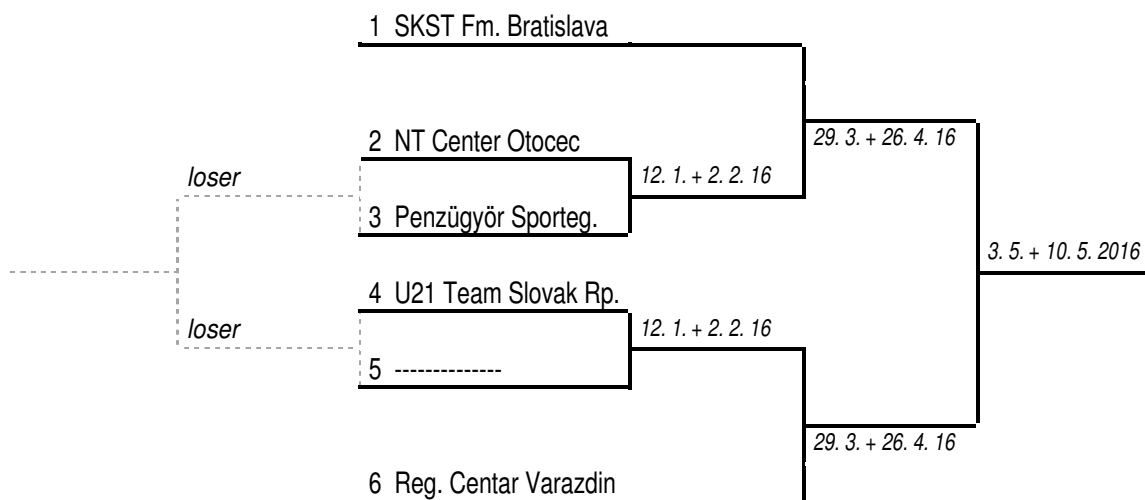 1 SKST Fm. Bratislava
2 NT Center Otocec
29. 3. + 26. 4. 16
loser
12. 1. + 2. 2. 16
3 Penzügyör Sporteg.
3. 5. + 10. 5. 2016
4 U21 Team Slovak Rp.
loser
12. 1. + 2. 2. 16
5 --------------
29. 3. + 26. 4. 16
6 Reg. Centar Varazdin